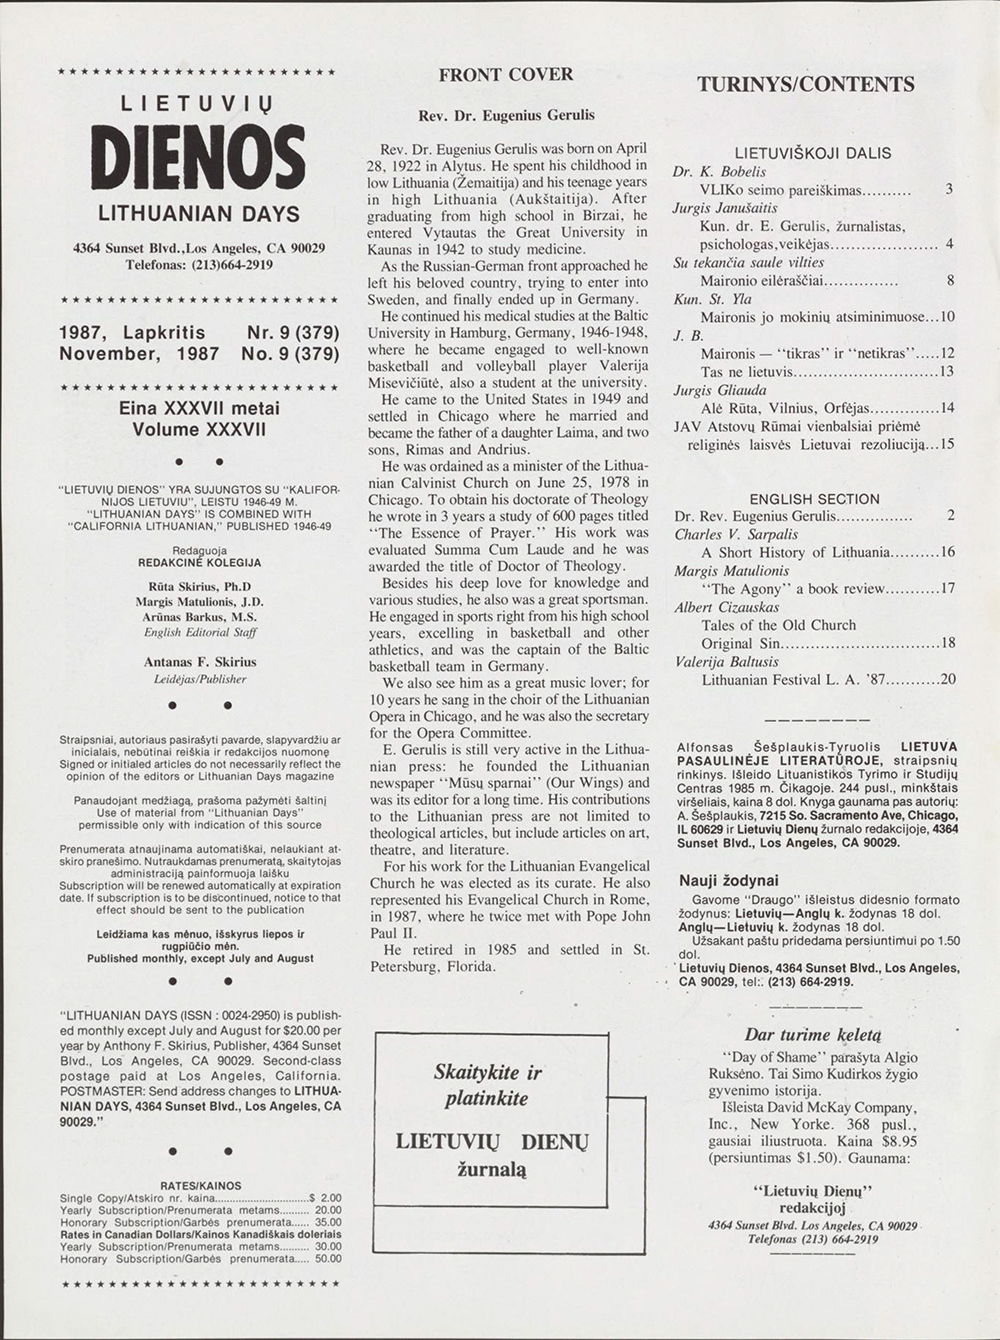 LIETUVIŲ
DIENOS
LITHUANIAN DAYS
4364 Sunset Blvd.,Los Angeles, CA 90029
Telefonas: (213)664-2919
1987, Lapkritis Nr. 9 (379)
November, 1987 No. 9 (379)
Eina XXXVII metai
Volume XXXVII
"LIETUVIŲ DIENOS" YRA SUJUNGTOS SU "KALIFOR-
NIJOS LIETUVIU", LEISTU 1946-49 M.
"LITHUANIAN DAYS" IS COMBINED WITH
"CALIFORNIA LITHUANIAN," PUBLISHED 1946-49
Redaguoja
REDAKCINĖ KOLEGIJA
Rūta Skirius, Ph.D
Margis Matulionis, J.D.
Arūnas Barkus, M.S.
English Editorial Staff
Antanas F. Skirius
Leidėjas/Publisher
Straipsniai, autoriaus pasirašyti pavarde, slapyvardžiu ar
inicialais, nebūtinai reiškia ir redakcijos nuomonę
Signed or initialed articles do not necessarily reflect the
opinion of the editors or Lithuanian Days magazine
Panaudojant medžiagą, prašoma pažymėti šaltinį
Use of material from "Lithuanian Days"
permissible only with indication of this source
Prenumerata atnaujinama automatiškai, nelaukiant at-
skiro pranešimo. Nutraukdamas prenumeratą, skaitytojas
administraciją painformuoja laišku
Subscription will be renewed automatically at expiration
date. If subscription is to be discontinued, notice to that
effect should be sent to the publication
Leidžiama kas mėnuo, išskyrus liepos ir
rugpiūčio mėn.
Published monthly, except July and August
"LITHUANIAN DAYS (ISSN : 0024-2950) is publish-
ed monthly except July and August for $20.00 per
year by Anthony F. Skirius, Publisher, 4364 Sunset
Blvd., Los Angeles, CA 90029. Second-class
postage paid at Los Angeles, California.
POSTMASTER: Send address changes to LITHUA-
NIAN DAYS, 4364 Sunset Blvd., Los Angeles, CA
90029."
RATES/KAINOS
Single Copy/Atskiro nr. kaina..............................$ 2.00
Yearly Subscription/Prenumerata metams.......... 20.00
Honorary Subscription/Garbės prenumerata...... 35.00
Rates in Canadian Dollars/Kainos Kanadiškais doleriais
Yearly Subscription/Prenumerata metams.......... 30.00
Honorary Subscription/Garbės prenumerata..... 50.00
FRONT COVER
Rev. Dr. Eugenius Gerulis
Rev. Dr. Eugenius Gerulis was born on April
28, 1922 in Alytus. He spent his childhood in
low Lithuania (Žemaitija) and his teenage years
in high Lithuania (Aukštaitija). After
graduating from high school in Birzai, he
entered Vytautas the Great University in
Kaunas in 1942 to study medicine.
As the Russian-German front approached he
left his beloved country, trying to enter into
Sweden, and finally ended up in Germany.
He continued his medical studies at the Baltic
University in Hamburg, Germany, 1946-1948,
where he became engaged to well-known
basketball and volleyball player Valerija
Misevičiūtė, also a student at the university.
He came to the United States in 1949 and
settled in Chicago where he married and
became the father of a daughter Laima, and two
sons, Rimas and Andrius.
He was ordained as a minister of the Lithua-
nian Calvinist Church on June 25, 1978 in
Chicago. To obtain his doctorate of Theology
he wrote in 3 years a study of 600 pages titled
"The Essence of Prayer." His work was
evaluated Summa Cum Laude and he was
awarded the title of Doctor of Theology.
Besides his deep love for knowledge and
various studies, he also was a great sportsman.
He engaged in sports right from his high school
years, excelling in basketball and other
athletics, and was the captain of the Baltic
basketball team in Germany.
We also see him as a great music lover; for
10 years he sang in the choir of the Lithuanian
Opera in Chicago, and he was also the secretary
for the Opera Committee.
E. Gerulis is still very active in the Lithua-
nian press: he founded the Lithuanian
newspaper "Mūsų sparnai" (Our Wings) and
was its editor for a long time. His contributions
to the Lithuanian press are not limited to
theological articles, but include articles on art,
theatre, and literature.
For his work for the Lithuanian Evangelical
Church he was elected as its curate. He also
represented his Evangelical Church in Rome,
in 1987, where he twice met with Pope John
Paul II.
He retired in 1985 and settled in St.
Petersburg, Florida.
Skaitykite ir
platinkite
LIETUVIŲ DIENŲ
žurnalą
TURINYS/CONTENTS
LIETUVIŠKOJI DALIS
Dr. K. Bobelis
VLIKo seimo pareiškimas.......... 3
Jurgis Janušaitis
Kun. dr. E. Gerulis, žurnalistas,
psichologas,veikėjas...................... 4
Su tekančia saule vilties
Maironio eilėraščiai............... 8
Kun. St. Yla
Maironis jo mokinių atsiminimuose...10
J. B.
Maironis — "tikras" ir "netikras".....12
Tas ne lietuvis..............................13
Jurgis Gliauda
Alė Rūta, Vilnius, Orfėjas..............14
JAV Atstovų Rūmai vienbalsiai priėmė
religinės laisvės Lietuvai rezoliuciją...15
ENGLISH SECTION
Dr. Rev. Eugenius Gerulis................ 2
Charles V. Sarpalis
A Short History of Lithuania..........16
Margis Matulionis
"The Agony" a book review...........17
Albert Cizauskas
Tales of the Old Church
Original Sin.................................18
Valerija Baltusis
Lithuanian Festival L. A. '87...........20
Alfonsas Šešplaukis-Tyruolis LIETUVA
PASAULINĖJE LITERATŪROJE, straipsnių
rinkinys. Išleido Lituanistikos Tyrimo ir Studijų
Centras 1985 m. Čikagoje. 244 pusl., minkštais
viršeliais, kaina 8 dol. Knyga gaunama pas autorių:
A. Šešplaukis, 7215 So. Sacramento Ave, Chicago,
IL 60629 ir Lietuvių Dienų žurnalo redakcijoje, 4364
Sunset Blvd., Los Angeles, CA 90029.
Nauji žodynai
Gavome "Draugo" išleistus didesnio formato
žodynus: Lietuvių—Anglų k. žodynas 18 dol.
Anglų—Lietuvių k. žodynas 18 dol.
Užsakant paštu pridedama persiuntimui po 1.50
dol.
Lietuvių Dienos, 4364 Sunset Blvd., Los Angeles,
CA 90029, tel:. (213) 664-2919.
Dar turime keletą
"Day of Shame" parašyta Algio
Rukšėno. Tai Simo Kudirkos žygio
gyvenimo istorija.
Išleista David McKay Company,
Inc., New Yorke. 368 pusl.,
gausiai iliustruota. Kaina $8.95
(persiuntimas $1.50). Gaunama:
"Lietuvių Dienų"
redakcijoj
4364 Sunset Blvd. Los Angeles, CA 90029
Telefonas (213) 664-2919